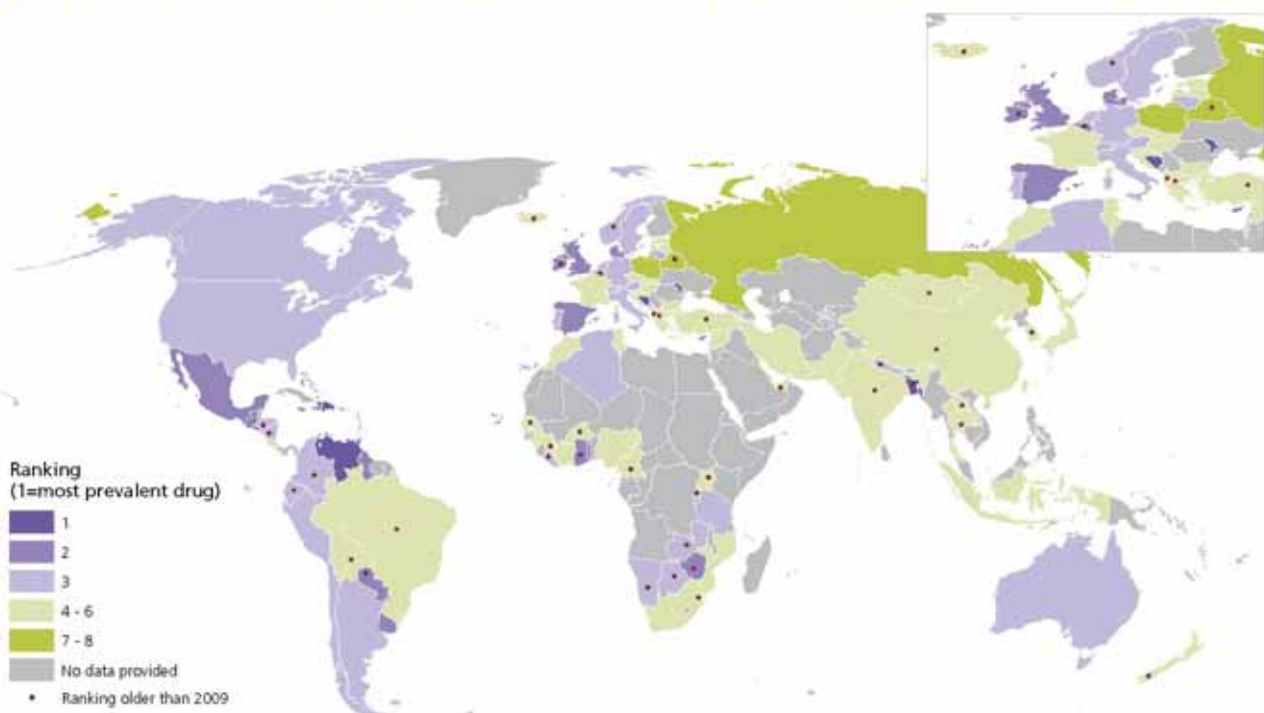 Ranking
(1=most prevalent drug)
1
2
3
4 - 6
7 - 8
No data provided
Ranking older than 2009